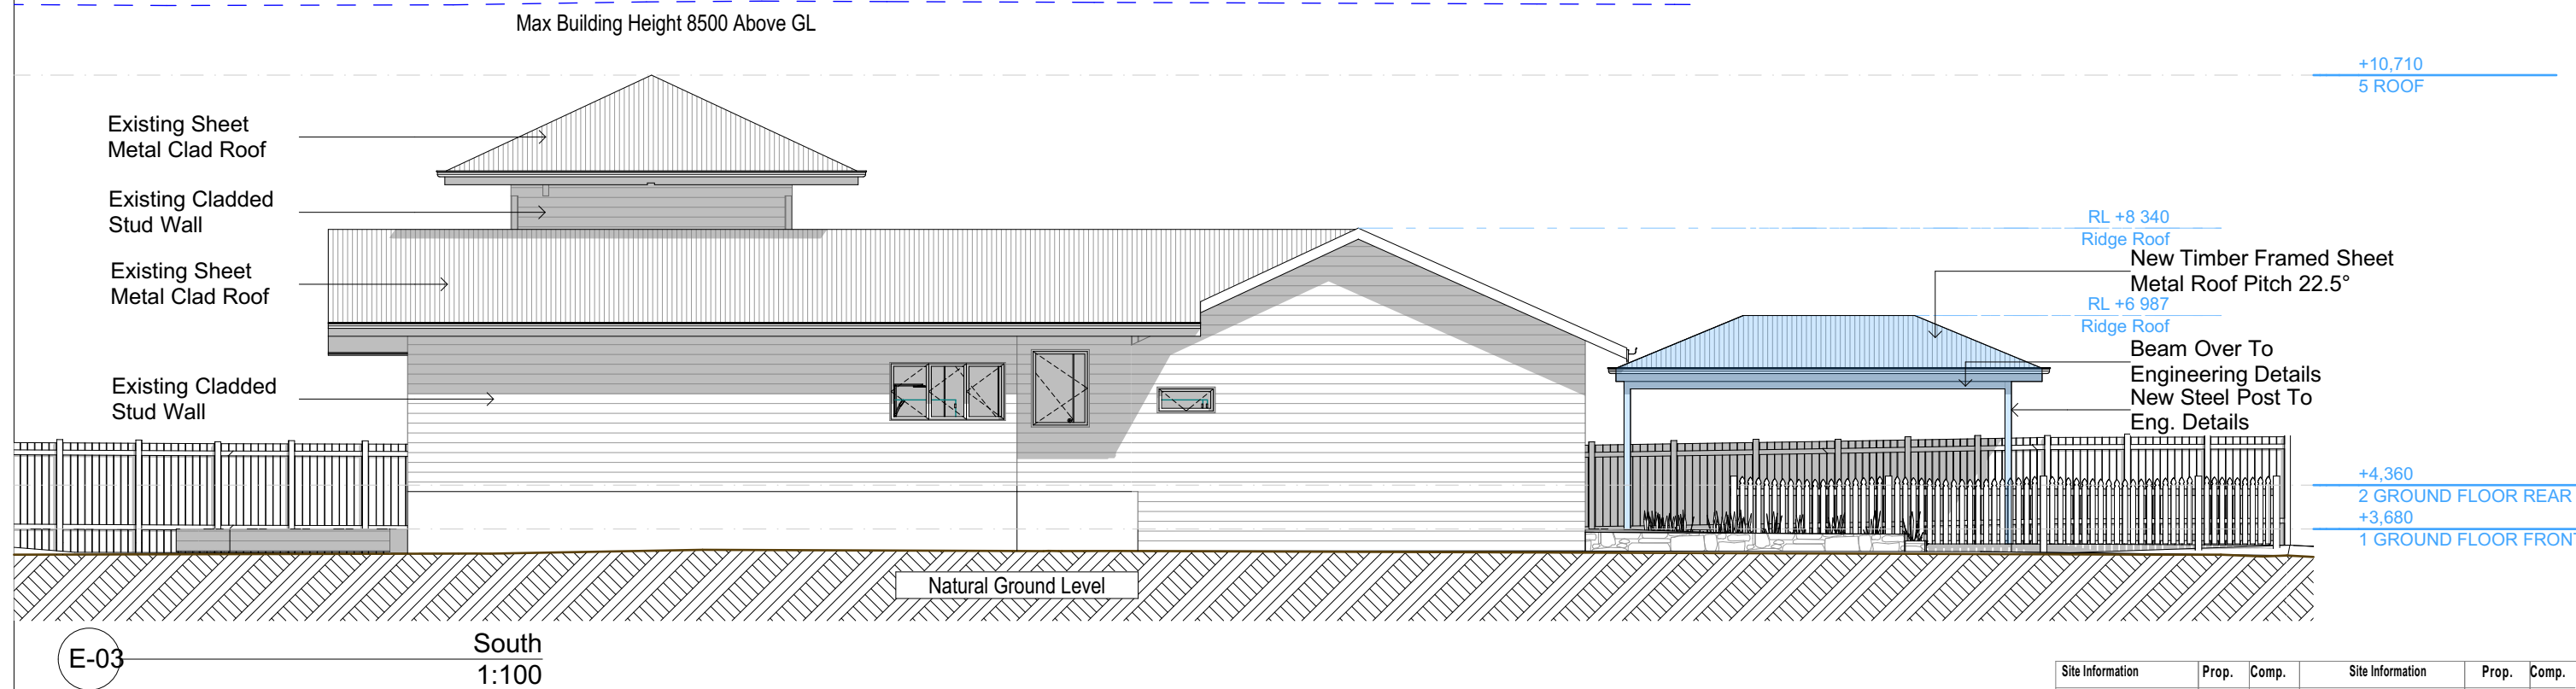 Max Building Height 8500 Above GL
+10,710
5 ROOF
Existing Sheet
Metal Clad Roof
Existing Cladded
Stud Wall
RL +8 340
Ridge Roof
New Timber Framed Sheet
Metal Roof Pitch 22.5°
Existing Sheet
Metal Clad Roof
RL +6 987
Ridge Roof
Beam Over To
Engineering Details
New Steel Post To
Eng. Details
Existing Cladded
Stud Wall
+4,360
2 GROUND FLOOR REAR
+3,680
1 GROUND FLOOR FRONT
Natural Ground Level
E-03
South
1:100
Site Information Prop. Comp. Site Information Prop. Comp.